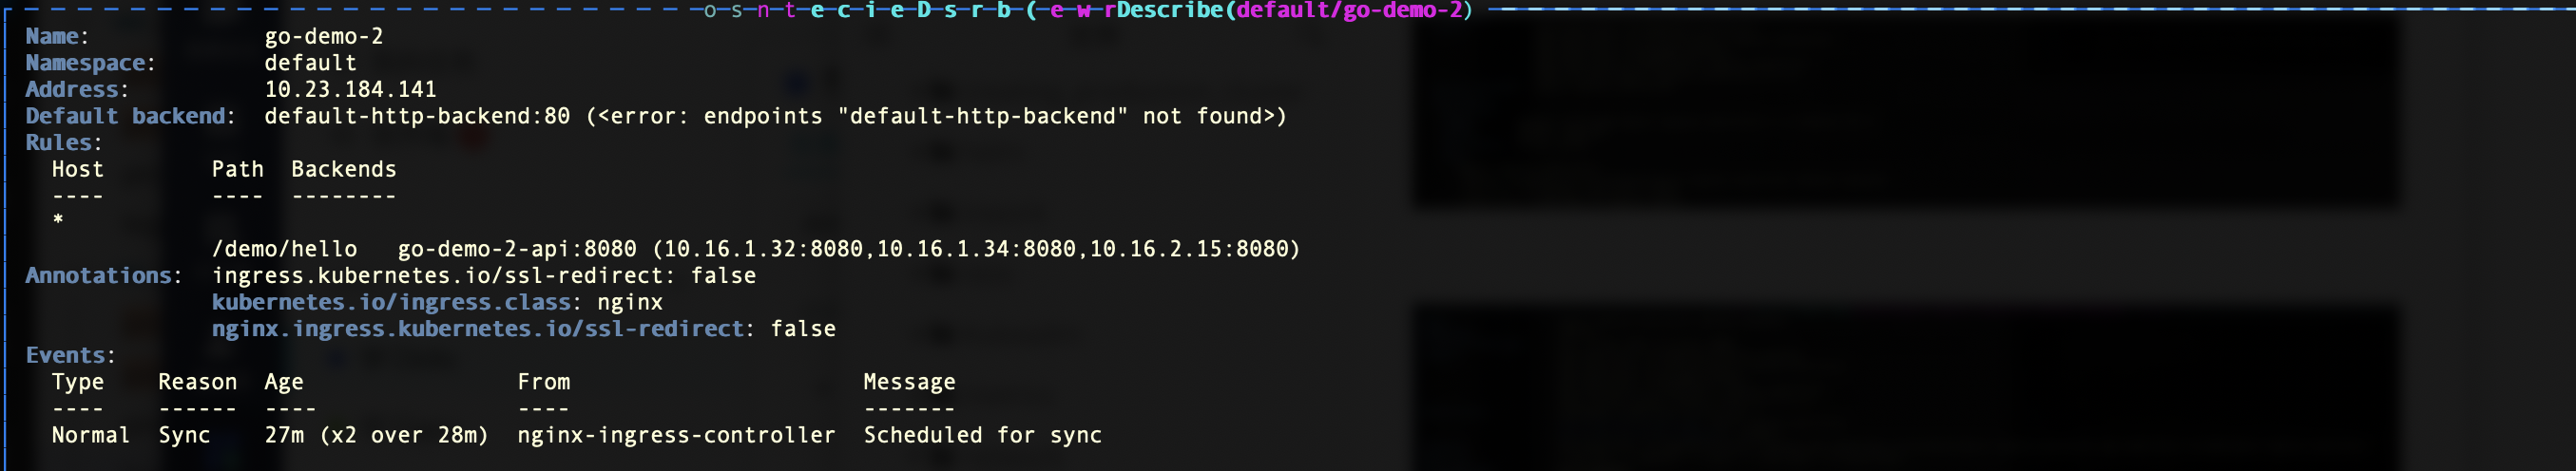 Describe(default/go-demo-2)
Name: go-demo-2
Namespace: default
Address: 10.23.184.141
Default backend: default-http-backend:80 (<error: endpoints "default-http-backend" not found>)
Rules:
Host Path Backends
---- ---- --------
*
/demo/hello go-demo-2-api:8080 (10.16.1.32:8080,10.16.1.34:8080,10.16.2.15:8080)
Annotations: ingress.kubernetes.io/ssl-redirect: false
kubernetes.io/ingress.class: nginx
nginx.ingress.kubernetes.io/ssl-redirect: false
Events:
Type Reason Age From Message
---- ------ ---- ---- -------
Normal Sync 27m (x2 over 28m) nginx-ingress-controller Scheduled for sync